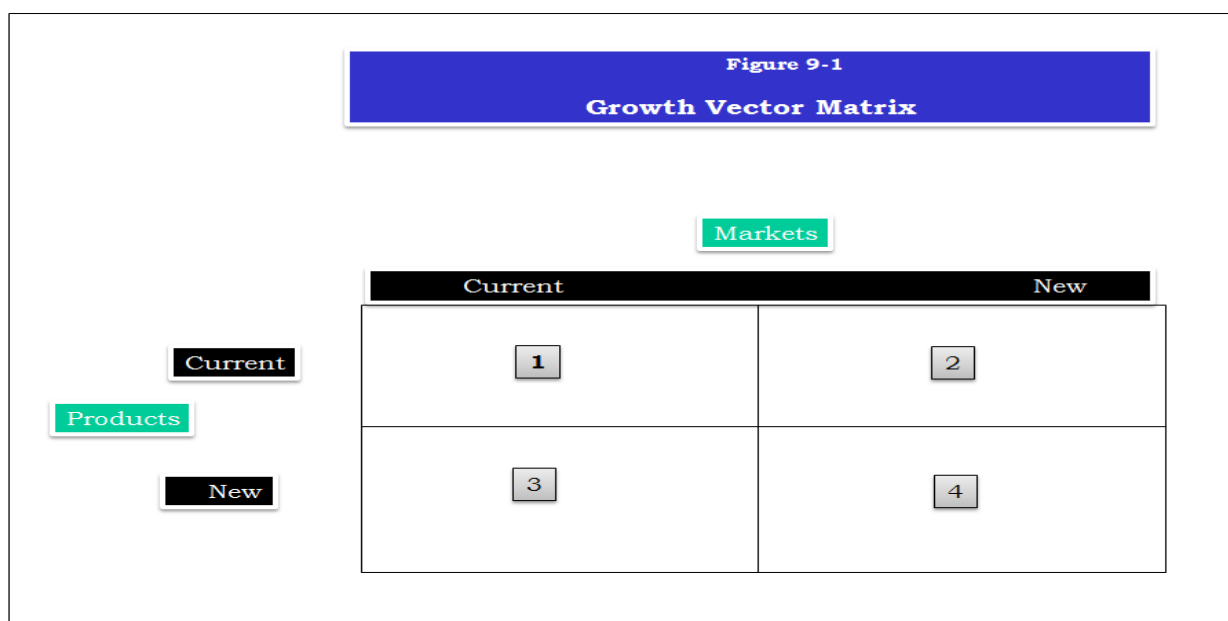 Figure 9-1
Growth Vector Matrix
Markets
Current New
Current 1 2
Products
New 3 4